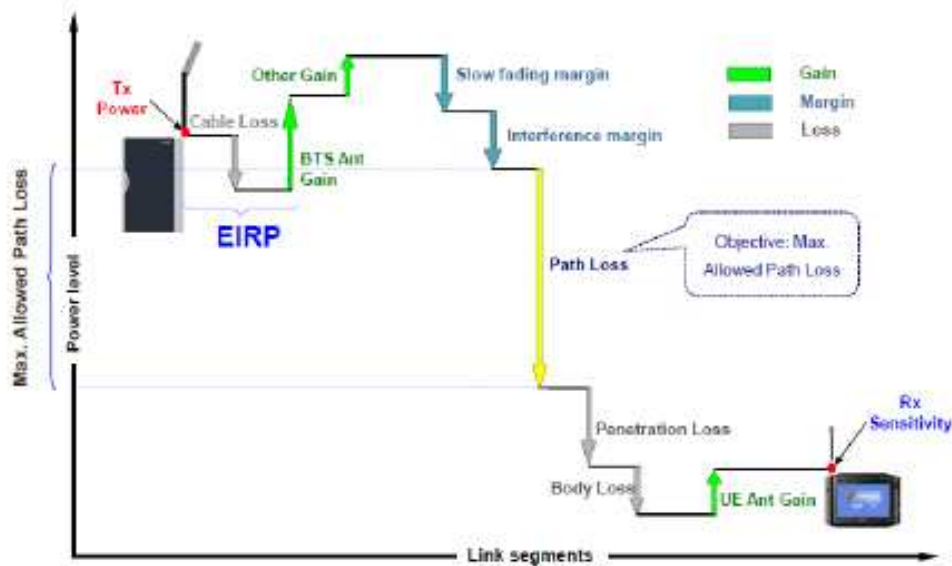 Other Gain
Slow fading margin
Gain
Tx
Power
Margin
Cable Loss
Interference margin
Loss
BTS Ant
Gain
EIRP
Max. Allowed Path Loss
Power level
Path Loss
Objective: Max.
Allowed Path Loss
Rx
Sensitivity
Penetration Loss
Body Loss
UE Ant Gain
Link segments